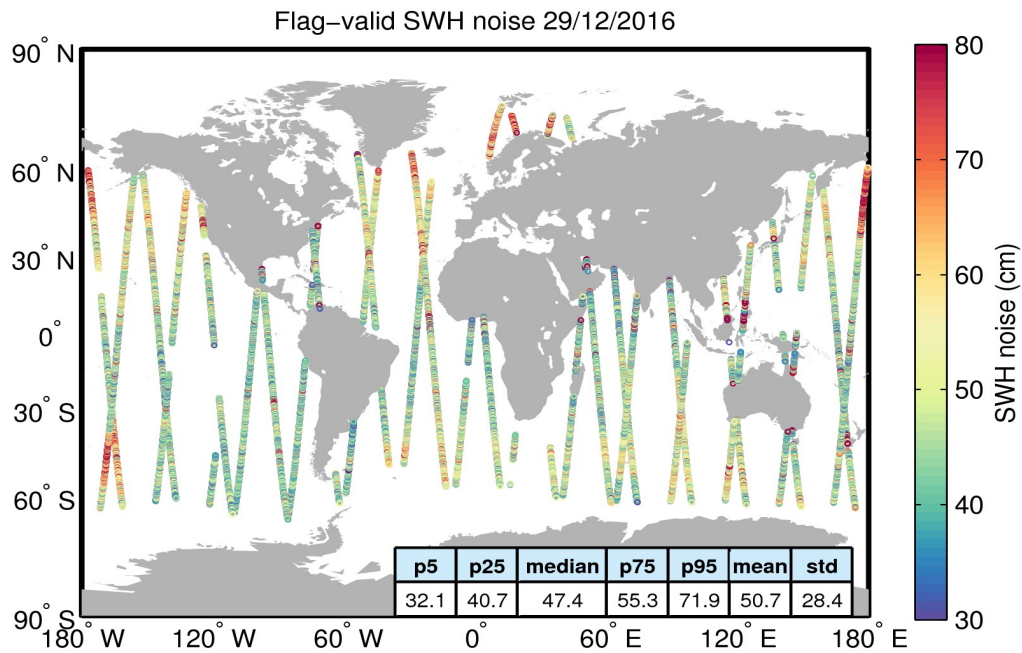 Flag−valid SWH noise 29/12/2016
90° N
60° N
30° N
0°
30° S
60° S
90° S
180° W
120° W
60° W
0°
60° E
120° E
180° E
80
70
60
50
40
30
SWH noise (cm)
p5 p25 median p75 p95 mean std
32.1 40.7 47.4 55.3 71.9 50.7 28.4